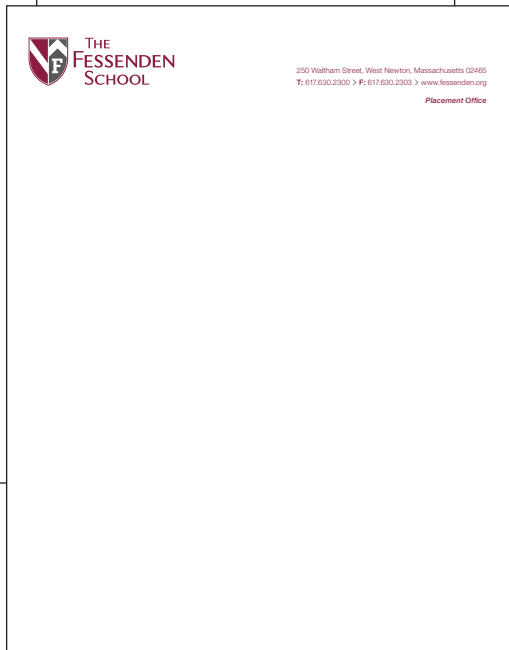 THE
FESSENDEN
SCHOOL
F
250 Waltham Street, West Newton, Massachusetts 02465
T: 617.630.2300 > F: 617.630.2303 > www.fessenden.org
Placement Office